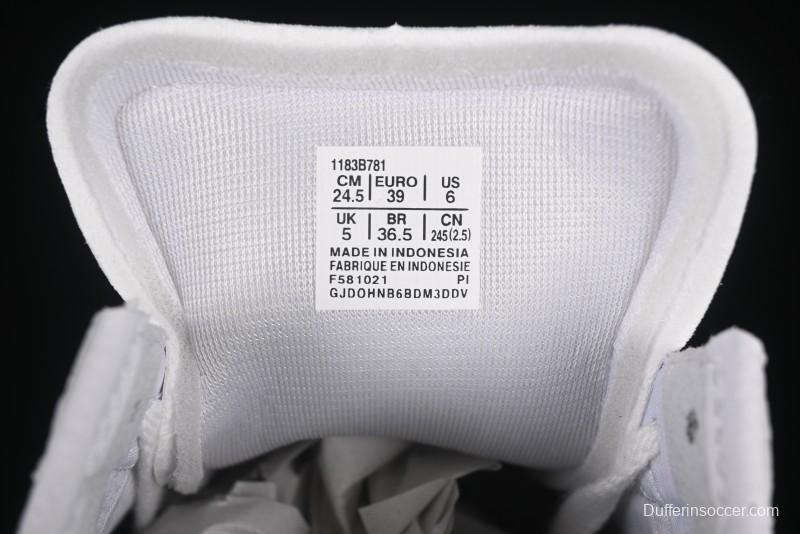 1183B781
CM EURO US
24.5 39 6
UK BR CN
5 36.5 245(2.5)
MADE IN INDONESIA
FABRIQUE EN INDONESIE
F581021 PI
GJDOHNB6BDM3DDV
Dufferinsoccer.com